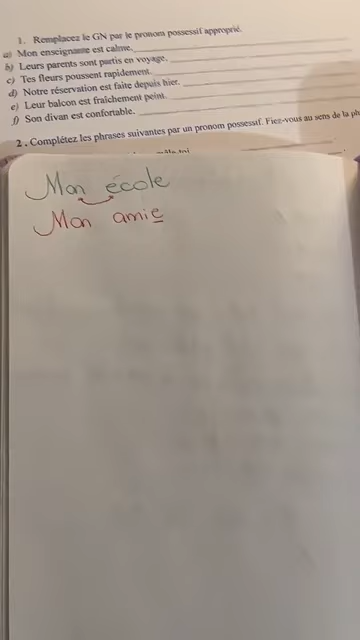 1. Remplacez le GN par le pronom possessif approprié.
a) Mon enseignante est calme.
b) Leurs parents sont partis en voyage.
c) Tes fleurs poussent rapidement.
d) Notre réservation est faite depuis hier.
e) Leur balcon est fraîchement peint.
f) Son divan est confortable.
2. Complétez les phrases suivantes par un pronom possessif. Fiez-vous au sens de la
Mon école
Mon amie